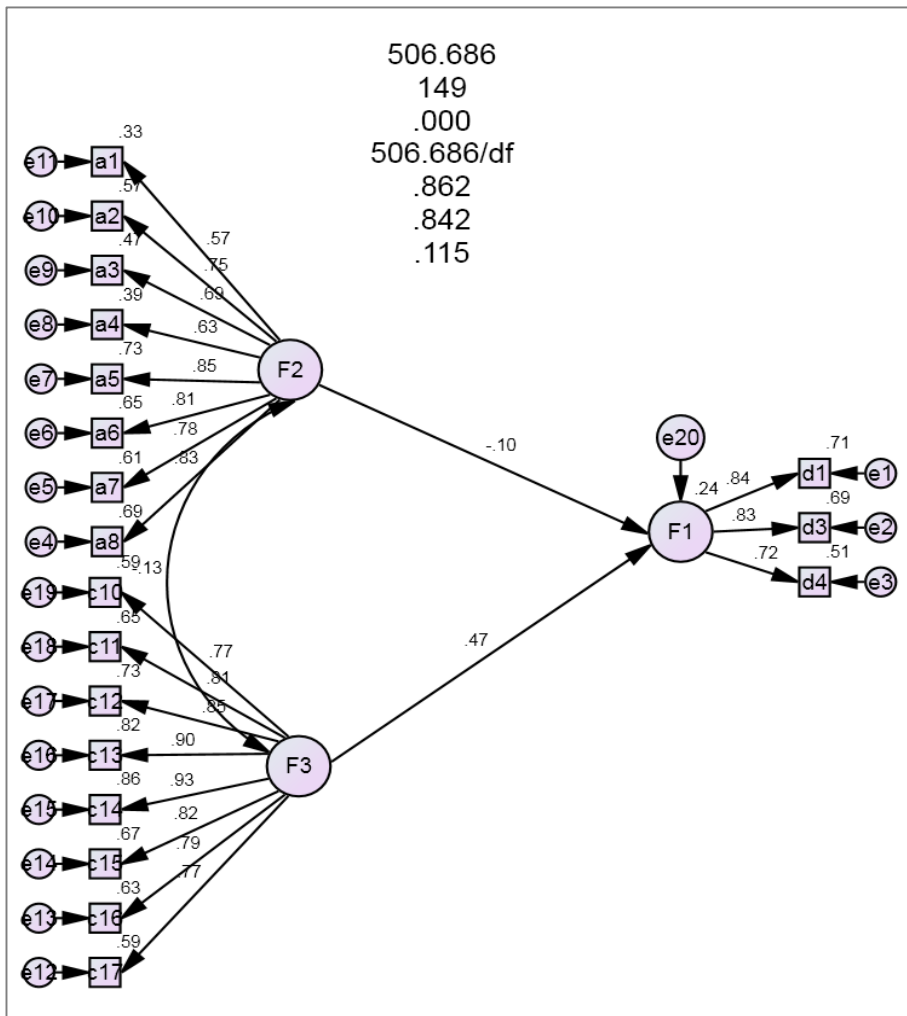 506.686
149
.000
506.686/df
.862
.842
.115
.33
e11 a1
.57
e10 a2
.47
e9 a3
.39
e8 a4
.73
e7 a5
.65
e6 a6
.61
e5 a7
.69
e4 a8
.57
.75
.69
.63
.85
.81
.78
.83
F2
-.10
-.13
.59
e19 c10
.65
e18 c11
.73
e17 c12
.82
e16 c13
.86
e15 c14
.67
e14 c15
.63
e13 c16
.59
e12 c17
.77
.81
.85
.90
.93
.82
.79
.77
F3
.47
e20
.24
F1
.84
.83
.72
.71
d1 e1
.69
d3 e2
.51
d4 e3